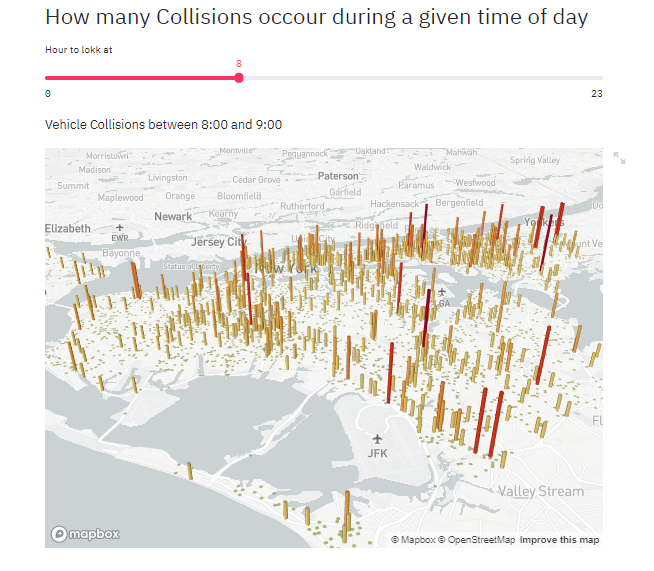 How many Collisions occour during a given time of day
Hour to lokk at
8
0
23
Vehicle Collisions between 8:00 and 9:00
Morristown
Montville
Pequannock
Oakland
Mahwah
Spring Valley
Madison
Livingston
Cedar Grove
Paterson
Waldwick
Summit
Maplewood
Orange
Bloomfield
Garfield
Paramus
Westwood
Newark
Kearny
Rutherford
Hackensack
Bergenfield
Elizabeth
EWR
Jersey City
Ridgefield
Yonkers
Bayonne
Statue of Liberty
New York
JFK
Valley Stream
mapbox
© Mapbox © OpenStreetMap Improve this map